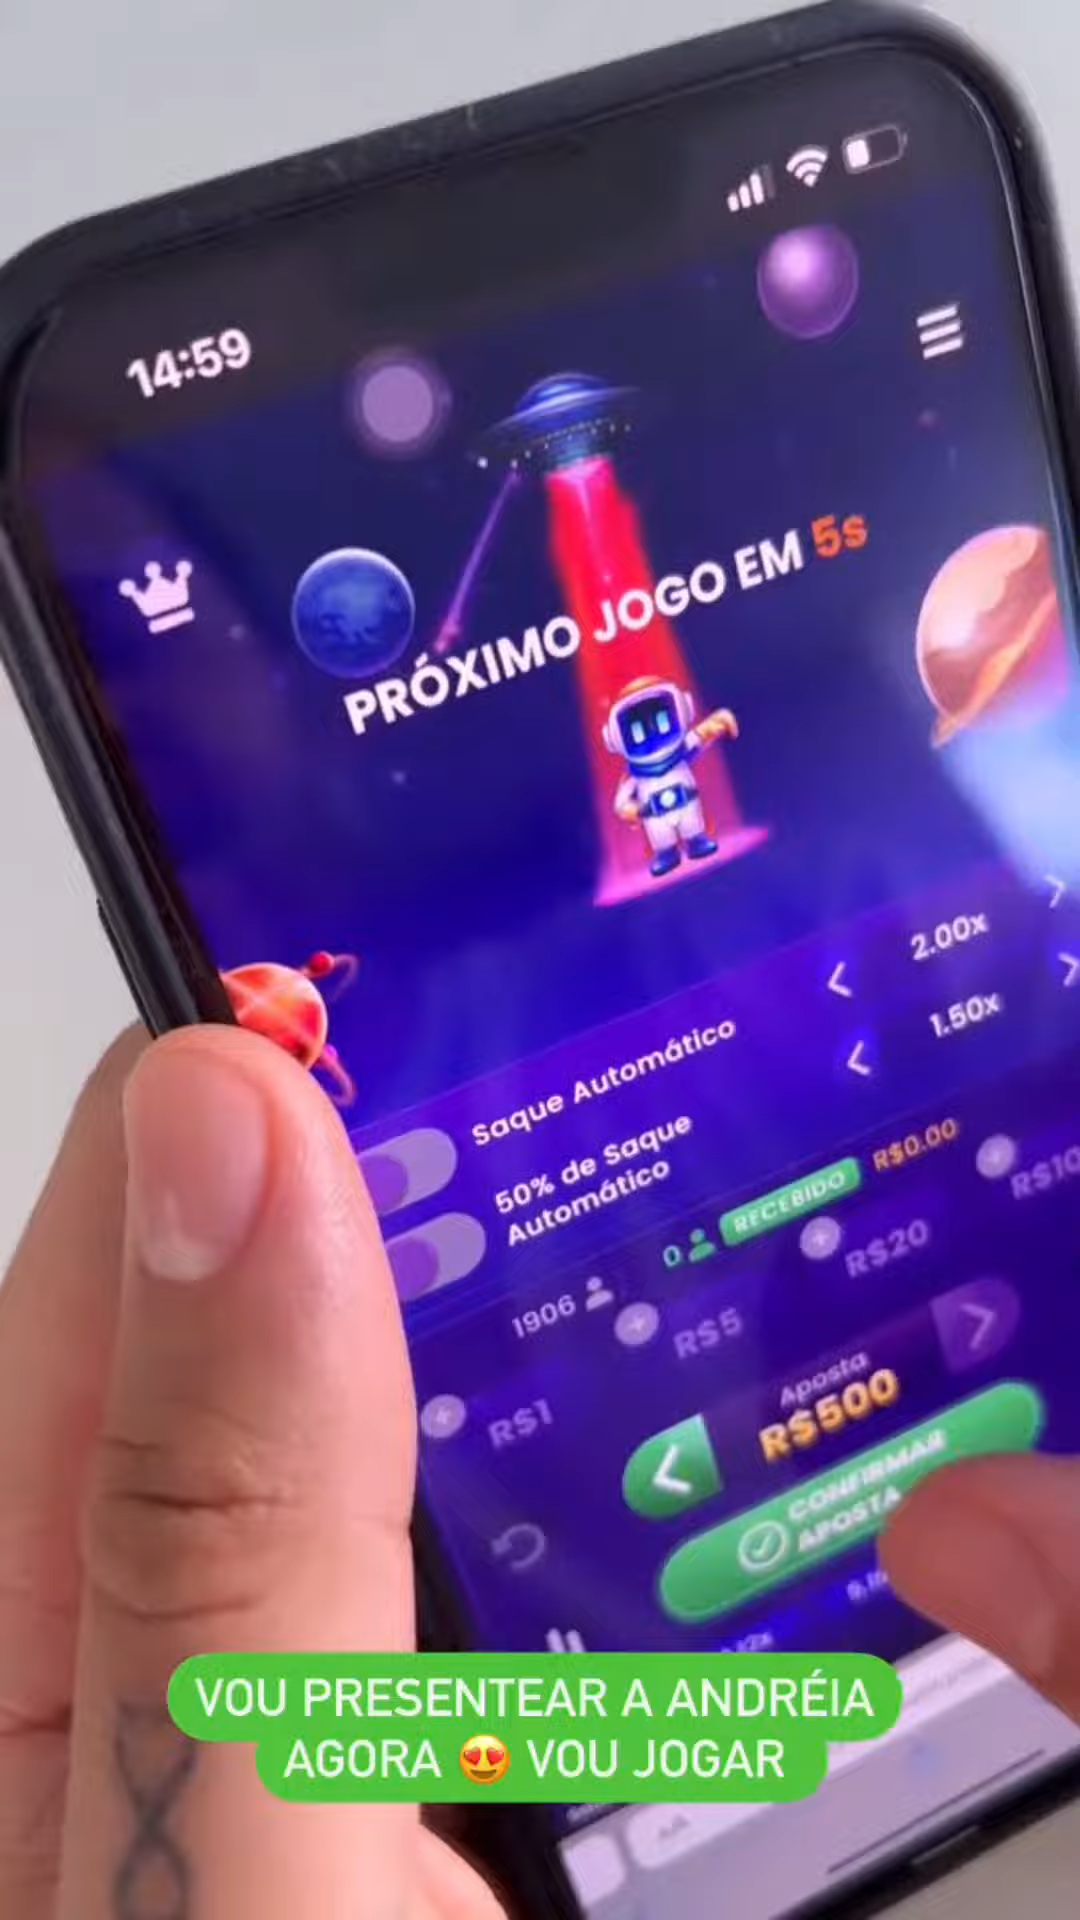 14:59
PRÓXIMO JOGO EM 5s
2.00x
Saque Automático
1.50x
50% de Saque
Automático
1906
0 RECEBIDO R$0.00
R$1
R$5
R$20
R$10
Aposta
R$500
CONFIRMAR
APOSTA
VOU PRESENTEAR A ANDRÉIA
AGORA 😍 VOU JOGAR